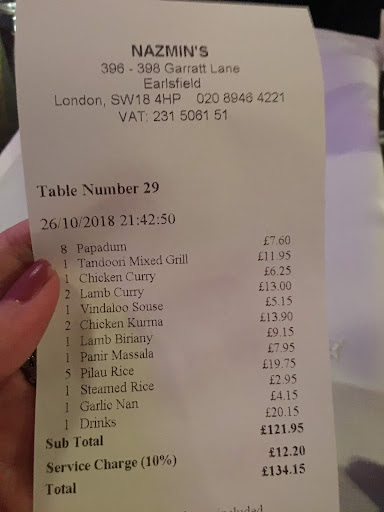 NAZMIN'S
396 - 398 Garratt Lane
Earlsfield
London, SW18 4HP 020 8946 4221
VAT: 231 5061 51
Table Number 29
26/10/2018 21:42:50
8 Papadum £7.60
1 Tandoori Mixed Grill £11.95
1 Chicken Curry £6.25
2 Lamb Curry £13.00
1 Vindaloo Souse £5.15
2 Chicken Kurma £13.90
1 Lamb Biriany £9.15
1 Panir Massala £7.95
5 Pilau Rice £19.75
1 Steamed Rice £2.95
1 Garlic Nan £4.15
1 Drinks £20.15
Sub Total £121.95
Service Charge (10%) £12.20
Total £134.15
included